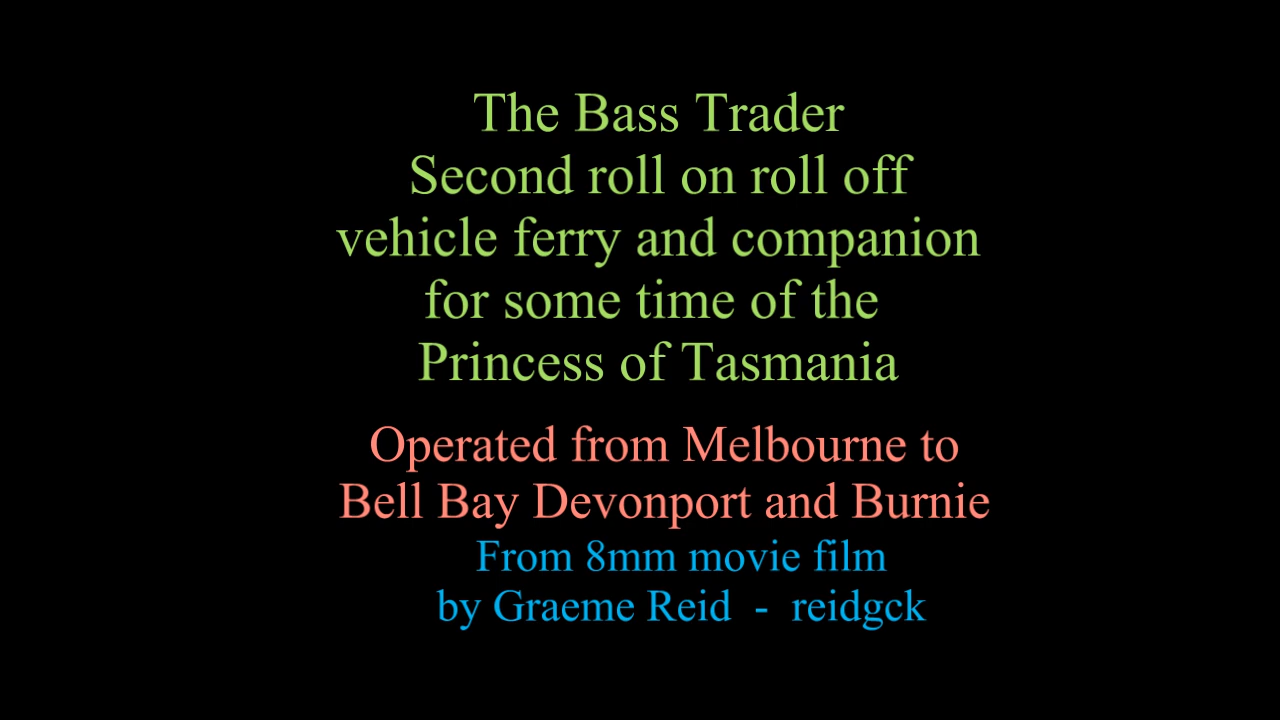 The Bass Trader
Second roll on roll off
vehicle ferry and companion
for some time of the
Princess of Tasmania
Operated from Melbourne to
Bell Bay Devonport and Burnie
From 8mm movie film
by Graeme Reid - reidgck